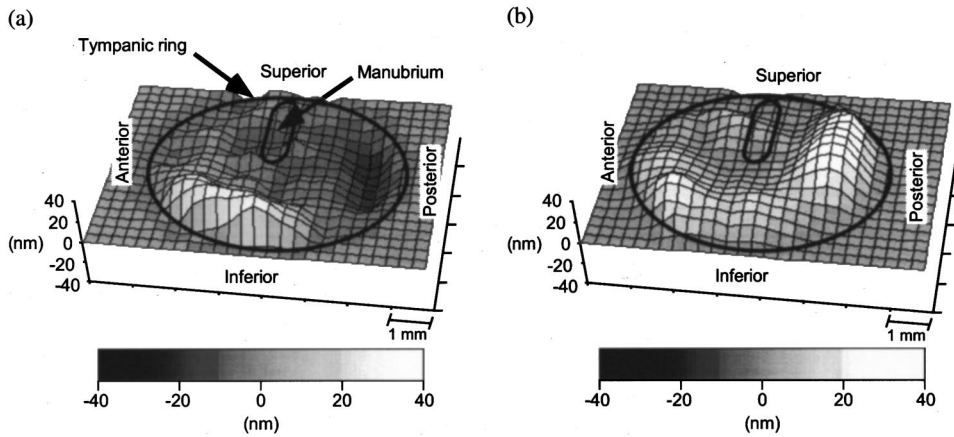 (a)
Tympanic ring
Superior
Manubrium
Anterior
Posterior
40
20
(nm) 0
-20
-40
Inferior
1 mm
-40 -20 0 20 40
(nm)
(b)
Superior
Anterior
Posterior
40
20
(nm) 0
-20
-40
Inferior
1 mm
-40 -20 0 20 40
(nm)